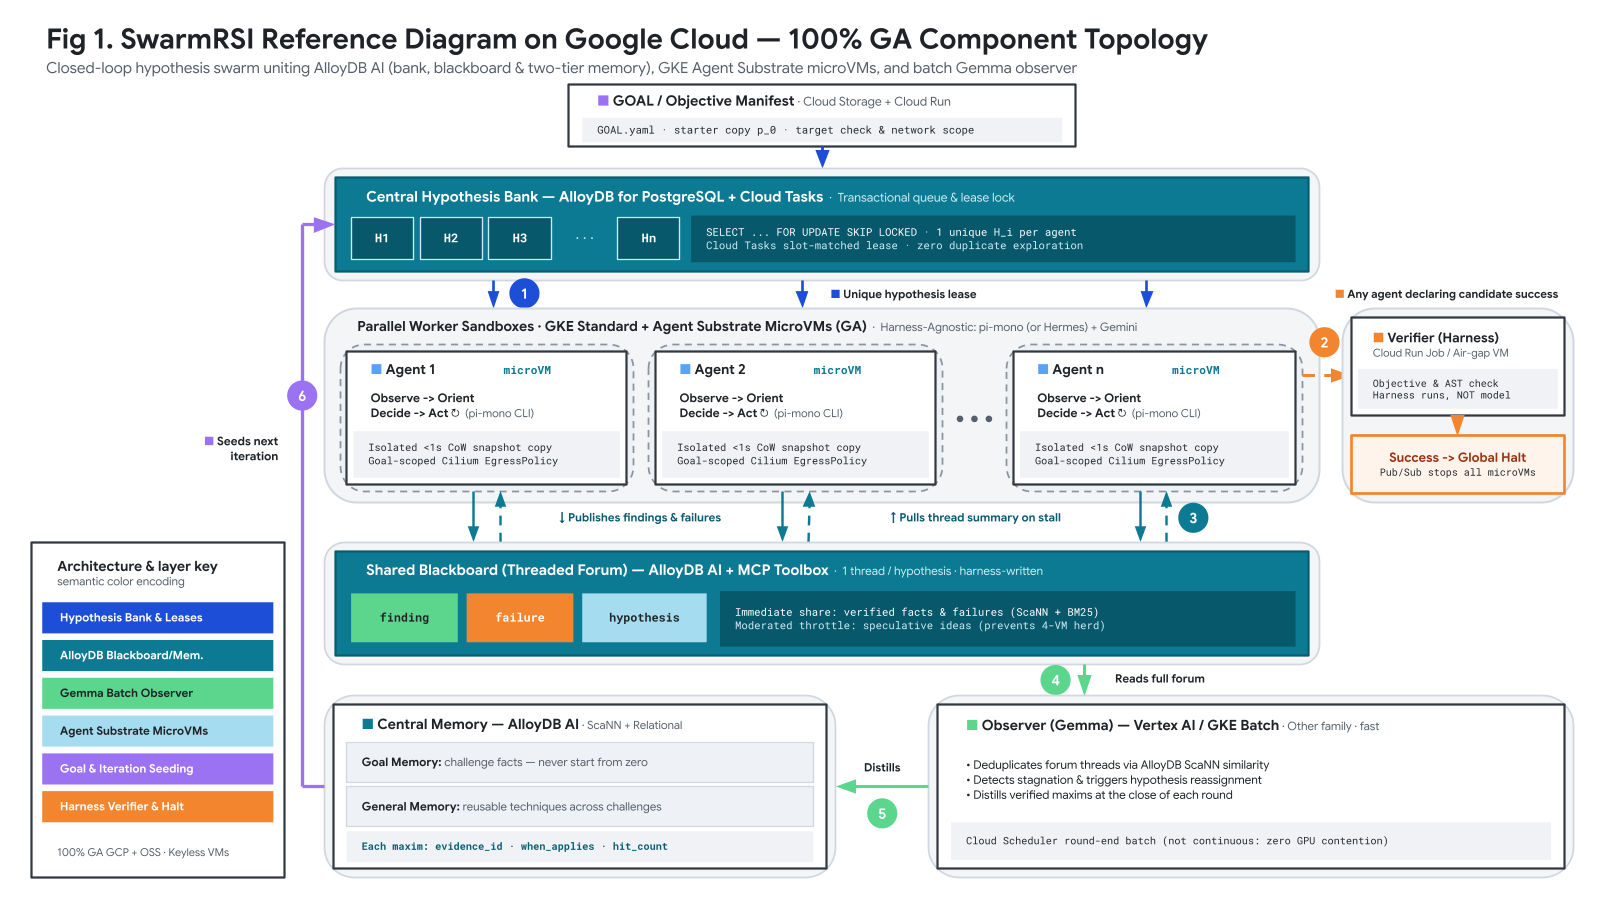 Fig 1. SwarmRSI Reference Diagram on Google Cloud — 100% GA Component Topology
Closed-loop hypothesis swarm uniting AlloyDB AI (bank, blackboard & two-tier memory), GKE Agent Substrate microVMs, and batch Gemma observer
GOAL / Objective Manifest · Cloud Storage + Cloud Run
GOAL.yaml · starter copy p_0 · target check & network scope
Central Hypothesis Bank — AlloyDB for PostgreSQL + Cloud Tasks · Transactional queue & lease lock
H1 H2 H3 ... Hn
SELECT ... FOR UPDATE SKIP LOCKED · 1 unique H_i per agent
Cloud Tasks slot-matched lease · zero duplicate exploration
1
Unique hypothesis lease
Any agent declaring candidate success
Parallel Worker Sandboxes · GKE Standard + Agent Substrate MicroVMs (GA) · Harness-Agnostic: pi-mono (or Hermes) + Gemini
Agent 1 microVM
Observe -> Orient
Decide -> Act ↻ (pi-mono CLI)
Isolated <1s CoW snapshot copy
Goal-scoped Cilium EgressPolicy
Agent 2 microVM
Observe -> Orient
Decide -> Act ↻ (pi-mono CLI)
Isolated <1s CoW snapshot copy
Goal-scoped Cilium EgressPolicy
Agent n microVM
Observe -> Orient
Decide -> Act ↻ (pi-mono CLI)
Isolated <1s CoW snapshot copy
Goal-scoped Cilium EgressPolicy
2
Verifier (Harness)
Cloud Run Job / Air-gap VM
Objective & AST check
Harness runs, NOT model
Success -> Global Halt
Pub/Sub stops all microVMs
6
Seeds next
iteration
↓ Publishes findings & failures
↑ Pulls thread summary on stall
3
Shared Blackboard (Threaded Forum) — AlloyDB AI + MCP Toolbox · 1 thread / hypothesis · harness-written
finding failure hypothesis
Immediate share: verified facts & failures (ScaNN + BM25)
Moderated throttle: speculative ideas (prevents 4-VM herd)
4
Reads full forum
Architecture & layer key
semantic color encoding
Hypothesis Bank & Leases
AlloyDB Blackboard/Mem.
Gemma Batch Observer
Agent Substrate MicroVMs
Goal & Iteration Seeding
Harness Verifier & Halt
100% GA GCP + OSS · Keyless VMs
Central Memory — AlloyDB AI · ScaNN + Relational
Goal Memory: challenge facts — never start from zero
General Memory: reusable techniques across challenges
Each maxim: evidence_id · when_applies · hit_count
Distills
5
Observer (Gemma) — Vertex AI / GKE Batch · Other family · fast
• Deduplicates forum threads via AlloyDB ScaNN similarity
• Detects stagnation & triggers hypothesis reassignment
• Distills verified maxims at the close of each round
Cloud Scheduler round-end batch (not continuous: zero GPU contention)